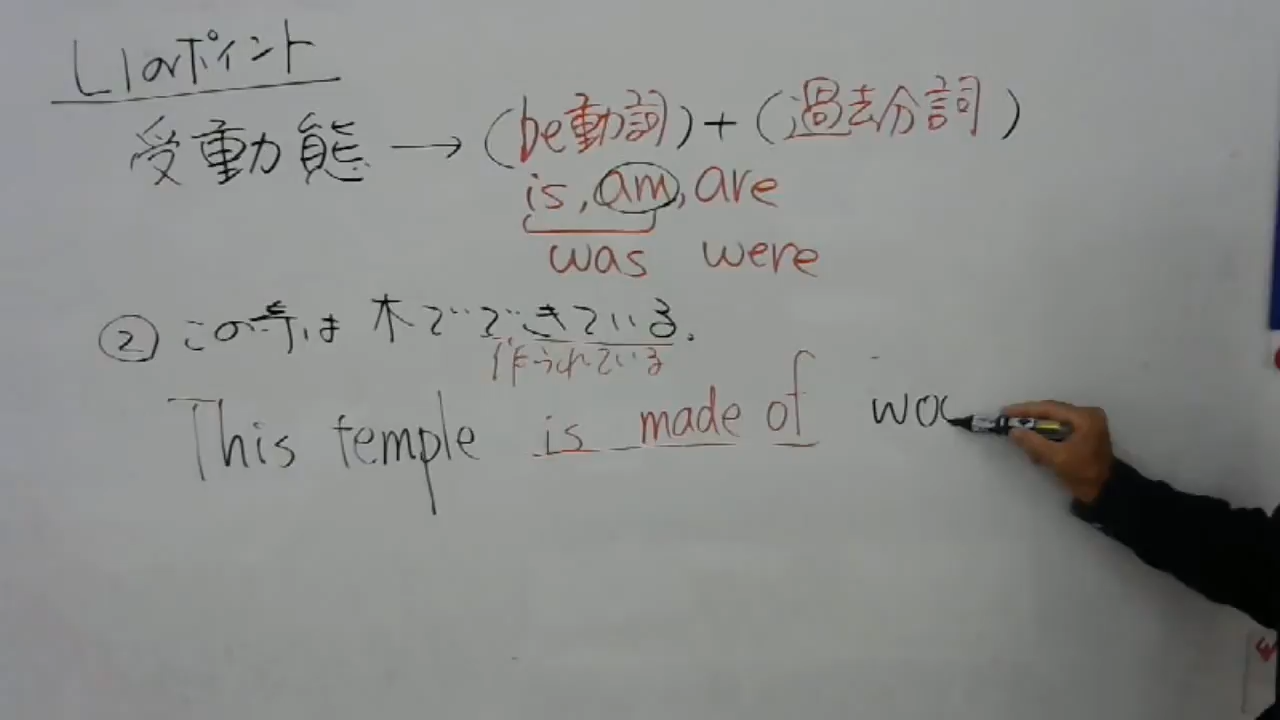 L1のポイント
受動態 → (be動詞) + (過去分詞)
is, am, are
was were
② この寺は木でできている.
作られている
This temple is made of woo